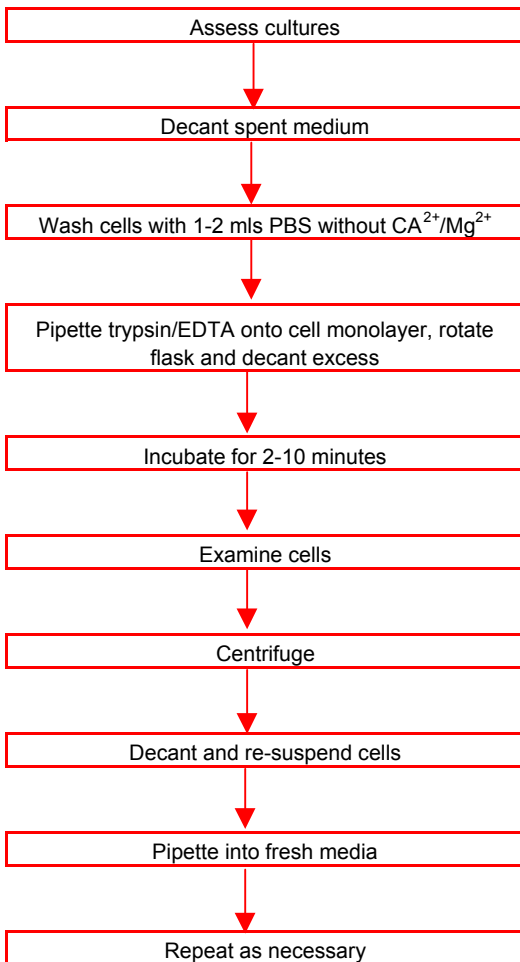 Assess cultures
Decant spent medium
Wash cells with 1-2 mls PBS without CA²⁺/Mg²⁺
Pipette trypsin/EDTA onto cell monolayer, rotate
flask and decant excess
Incubate for 2-10 minutes
Examine cells
Centrifuge
Decant and re-suspend cells
Pipette into fresh media
Repeat as necessary